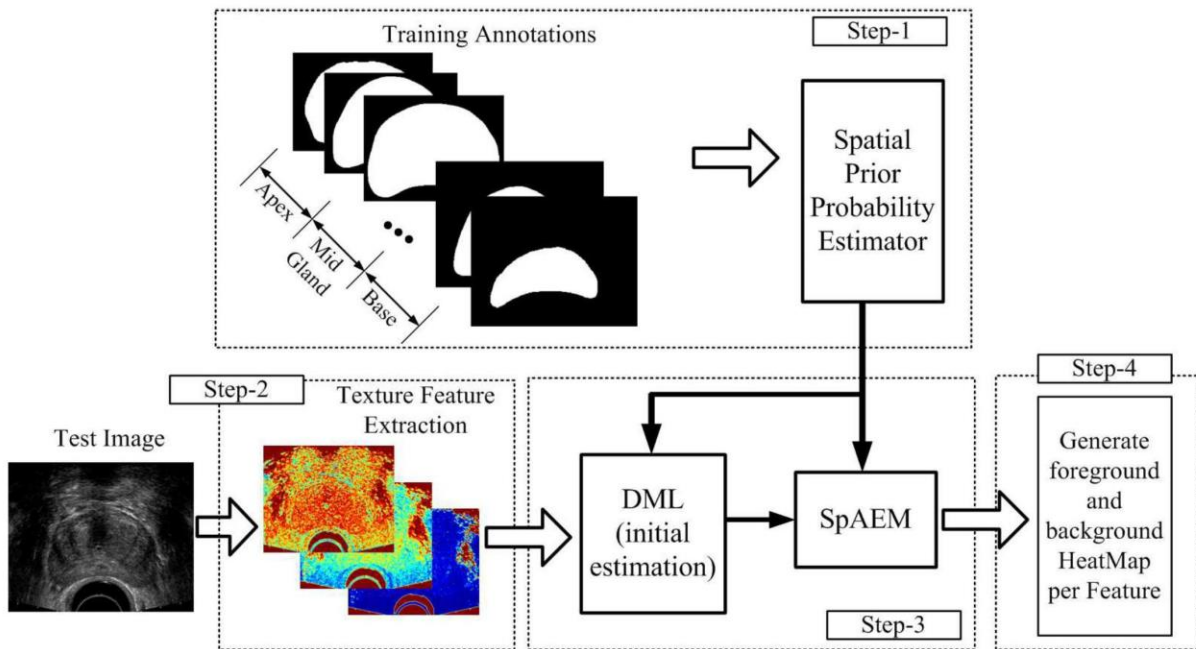 Training Annotations
Step-1
Apex
Mid
Gland
Base
Spatial
Prior
Probability
Estimator
Step-2
Texture Feature
Extraction
Test Image
DML
(initial
estimation)
SpAEM
Step-3
Step-4
Generate
foreground
and
background
HeatMap
per Feature